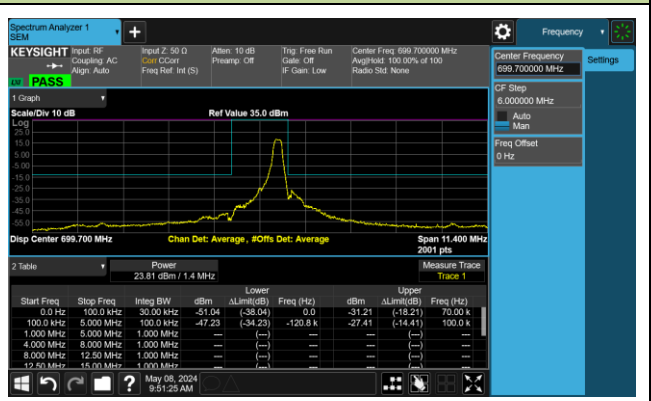 Spectrum Analyzer 1
SEM
Frequency
KEYSIGHT
Input: RF
Coupling: AC
Align: Auto
Input Z: 50 Ω
Corr CCorr
Freq Ref: Int (S)
Atten: 10 dB
Preamp: Off
Trig: Free Run
Gate: Off
IF Gain: Low
Center Freq: 699.700000 MHz
Avg|Hold: 100.00% of 100
Radio Std: None
PASS
Center Frequency
699.700000 MHz
Settings
CF Step
6.000000 MHz
Auto
Man
Freq Offset
0 Hz
1 Graph
Scale/Div 10 dB
Ref Value 35.0 dBm
Log
25.0
15.0
5.00
-5.00
-15.0
-25.0
-35.0
-45.0
-55.0
Disp Center 699.700 MHz
Chan Det: Average , #Offs Det: Average
Span 11.400 MHz
2001 pts
2 Table
Power
23.81 dBm / 1.4 MHz
Measure Trace
Trace 1
Lower Upper
Start Freq Stop Freq Integ BW dBm ΔLimit(dB) Freq (Hz) dBm ΔLimit(dB) Freq (Hz)
0.0 Hz 100.0 kHz 30.00 kHz -51.04 (-38.04) 0.0 -31.21 (-18.21) 70.00 k
100.0 kHz 5.000 MHz 100.0 kHz -47.23 (-34.23) -120.8 k -27.41 (-14.41) 100.0 k
1.000 MHz 5.000 MHz 1.000 MHz --- (---) --- --- (---) ---
4.000 MHz 8.000 MHz 1.000 MHz --- (---) --- --- (---) ---
8.000 MHz 12.50 MHz 1.000 MHz --- (---) --- --- (---) ---
12.50 MHz 15.00 MHz 1.000 MHz --- (---) --- --- (---) ---
May 08, 2024
9:51:25 AM